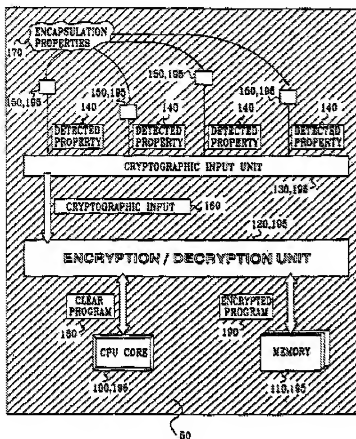 170
ENCAPSULATION
PROPERTIES
150,195
150,195
150,195
150,195
140 140 140 140
DETECTED PROPERTY DETECTED PROPERTY DETECTED PROPERTY DETECTED PROPERTY
CRYPTOGRAPHIC INPUT UNIT
130,195
CRYPTOGRAPHIC INPUT 160
120,195
ENCRYPTION / DECRYPTION UNIT
CLEAR PROGRAM
ENCRYPTED PROGRAM
180
190
CPU CORE
MEMORY
100,195
110,195
50